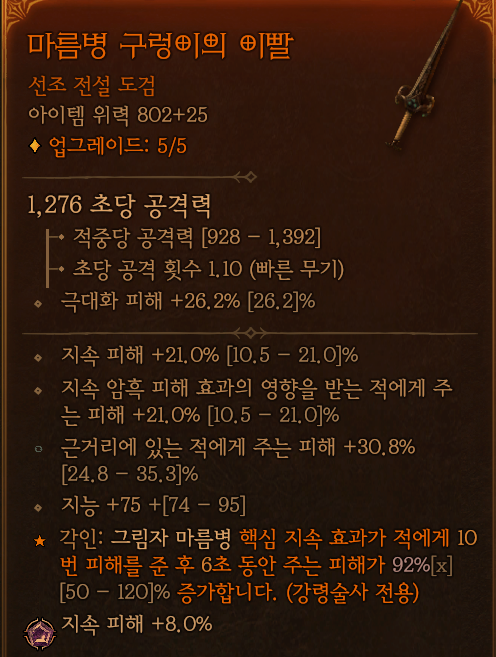 마름병 구렁이의 이빨
선조 전설 도검
아이템 위력 802+25
업그레이드: 5/5
1,276 초당 공격력
적중당 공격력 [928 - 1,392]
초당 공격 횟수 1.10 (빠른 무기)
극대화 피해 +26.2% [26.2]%
지속 피해 +21.0% [10.5 - 21.0]%
지속 암흑 피해 효과의 영향을 받는 적에게 주
는 피해 +21.0% [10.5 - 21.0]%
근거리에 있는 적에게 주는 피해 +30.8%
[24.8 - 35.3]%
지능 +75 +[74 - 95]
각인: 그림자 마름병 핵심 지속 효과가 적에게 10
번 피해를 준 후 6초 동안 주는 피해가 92%[x]
[50 - 120]% 증가합니다. (강령술사 전용)
지속 피해 +8.0%